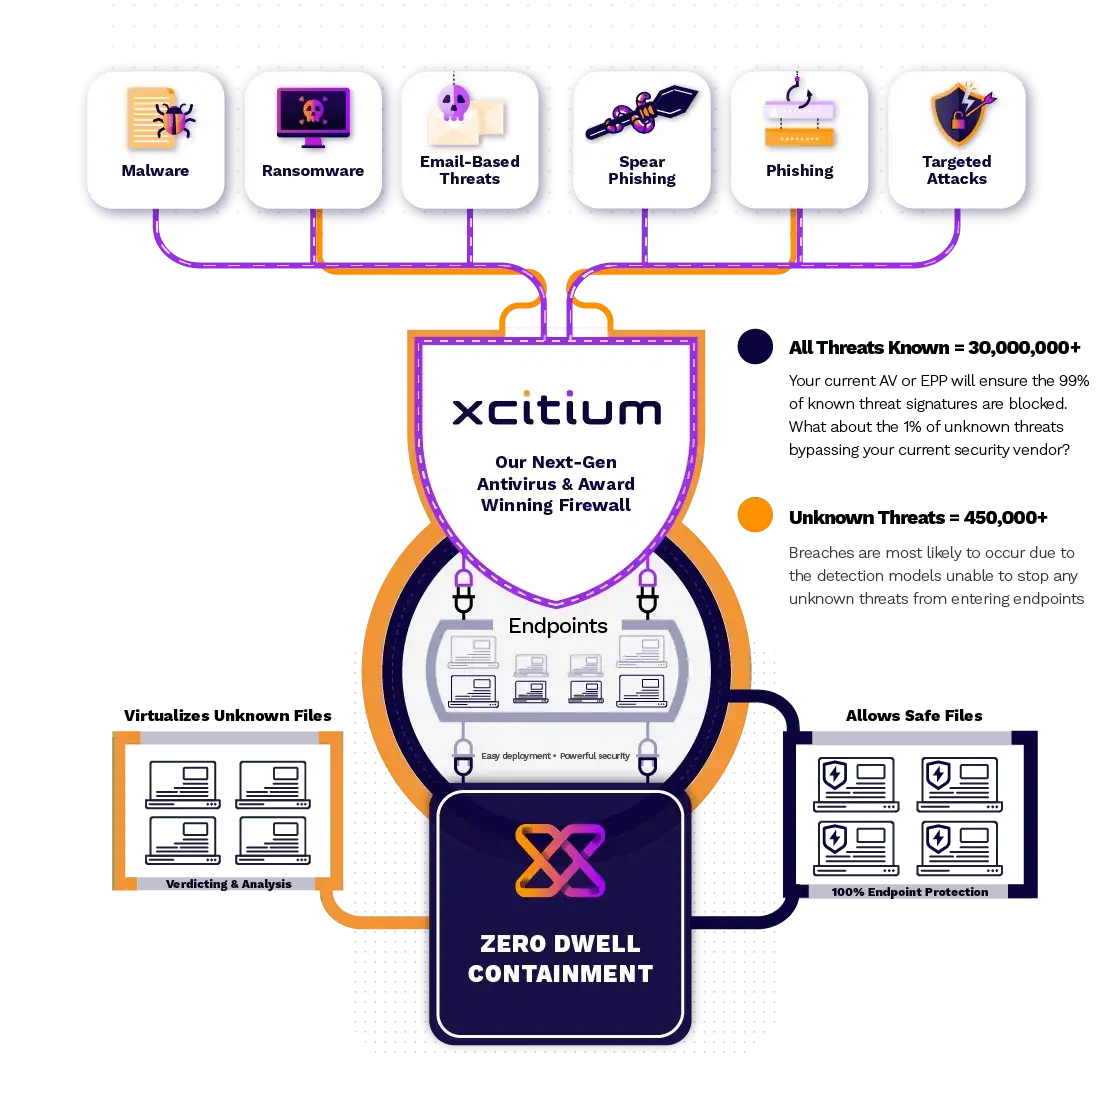 Malware
Ransomware
Email-Based
Threats
Spear
Phishing
Phishing
Targeted
Attacks
xcitium
Our Next-Gen
Antivirus & Award
Winning Firewall
All Threats Known = 30,000,000+
Your current AV or EPP will ensure the 99%
of known threat signatures are blocked.
What about the 1% of unknown threats
bypassing your current security vendor?
Unknown Threats = 450,000+
Breaches are most likely to occur due to
the detection models unable to stop any
unknown threats from entering endpoints
Endpoints
Easy deployment • Powerful security
Virtualizes Unknown Files
Verdicting & Analysis
Allows Safe Files
100% Endpoint Protection
ZERO DWELL
CONTAINMENT